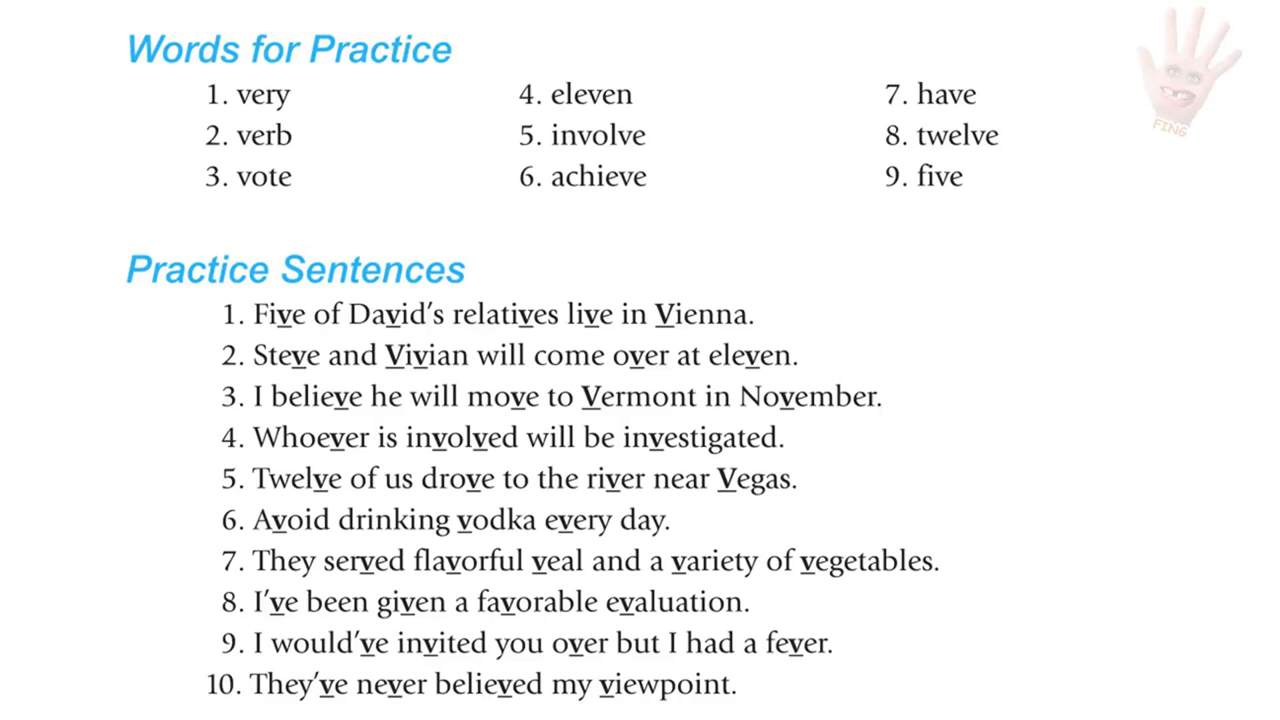 Words for Practice
1. very 4. eleven 7. have
2. verb 5. involve 8. twelve
3. vote 6. achieve 9. five
FING
Practice Sentences
1. Five of David's relatives live in Vienna.
2. Steve and Vivian will come over at eleven.
3. I believe he will move to Vermont in November.
4. Whoever is involved will be investigated.
5. Twelve of us drove to the river near Vegas.
6. Avoid drinking vodka every day.
7. They served flavorful veal and a variety of vegetables.
8. I've been given a favorable evaluation.
9. I would've invited you over but I had a fever.
10. They've never believed my viewpoint.